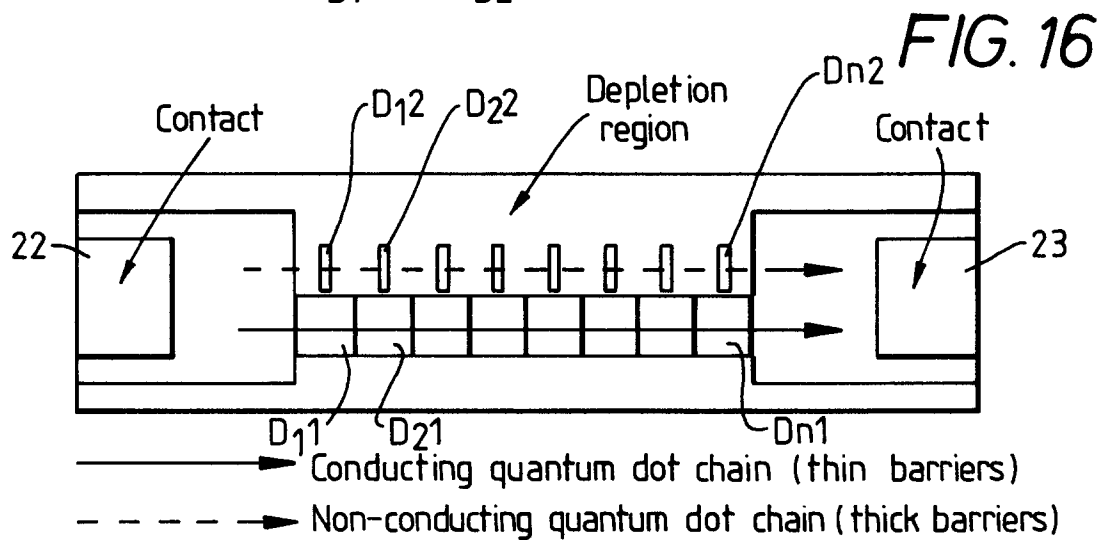 FIG. 16
Dn2
D12
D22
Depletion
region
Contact
Contact
22
23
D11
D21
Dn1
Conducting quantum dot chain (thin barriers)
Non-conducting quantum dot chain (thick barriers)